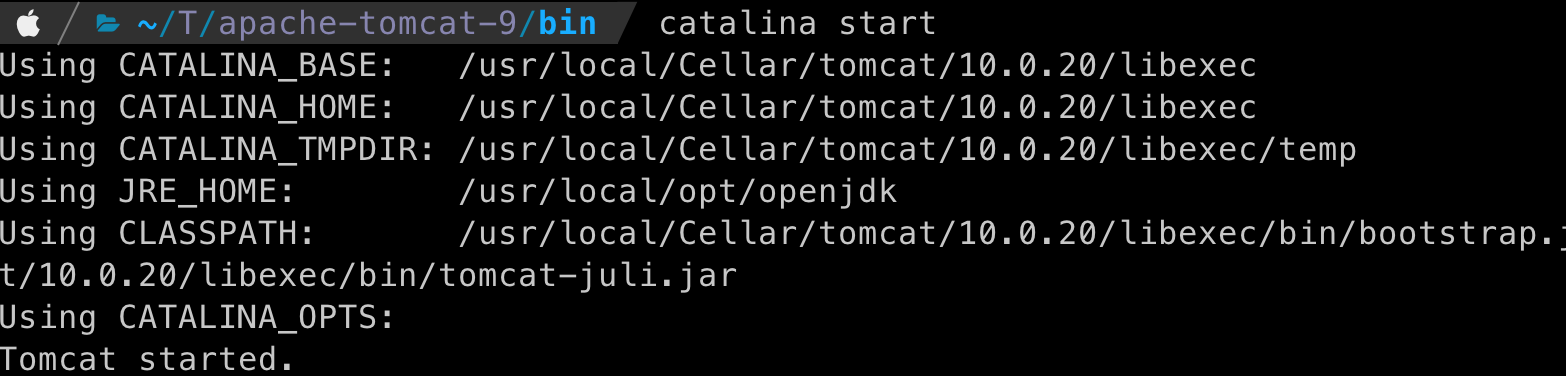 ~/T/apache-tomcat-9/bin catalina start
Using CATALINA_BASE:   /usr/local/Cellar/tomcat/10.0.20/libexec
Using CATALINA_HOME:   /usr/local/Cellar/tomcat/10.0.20/libexec
Using CATALINA_TMPDIR: /usr/local/Cellar/tomcat/10.0.20/libexec/temp
Using JRE_HOME:        /usr/local/opt/openjdk
Using CLASSPATH:       /usr/local/Cellar/tomcat/10.0.20/libexec/bin/bootstrap.j
t/10.0.20/libexec/bin/tomcat-juli.jar
Using CATALINA_OPTS:
Tomcat started.